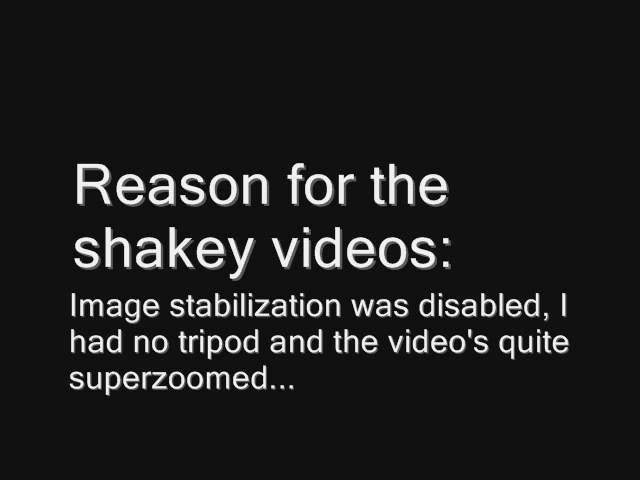 Reason for the
shakey videos:
Image stabilization was disabled, I
had no tripod and the video's quite
superzoomed...